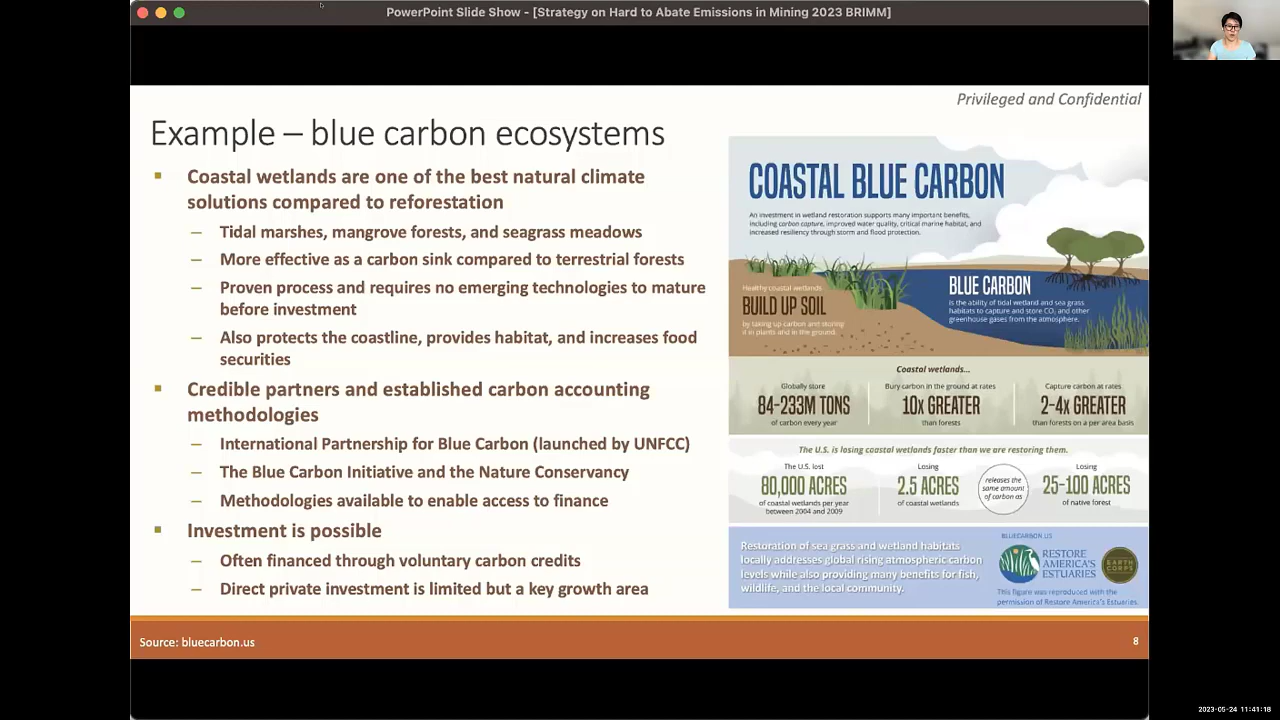 PowerPoint Slide Show - [Strategy on Hard to Abate Emissions in Mining 2023 BRIMM]
Privileged and Confidential
Example – blue carbon ecosystems
Coastal wetlands are one of the best natural climate
solutions compared to reforestation
– Tidal marshes, mangrove forests, and seagrass meadows
– More effective as a carbon sink compared to terrestrial forests
– Proven process and requires no emerging technologies to mature
before investment
– Also protects the coastline, provides habitat, and increases food
securities
Credible partners and established carbon accounting
methodologies
– International Partnership for Blue Carbon (launched by UNFCC)
– The Blue Carbon Initiative and the Nature Conservancy
– Methodologies available to enable access to finance
Investment is possible
– Often financed through voluntary carbon credits
– Direct private investment is limited but a key growth area
COASTAL BLUE CARBON
An investment in wetland restoration supports many important benefits,
including carbon capture, improved water quality, critical marine habitat, and
increased resiliency through storm and flood protection.
Healthy coastal wetlands
BUILD UP SOIL
by taking up carbon and storing
it in plants and in the ground.
BLUE CARBON
is the ability of tidal wetland and sea grass
habitats to capture and store CO₂ and other
greenhouse gases from the atmosphere.
Coastal wetlands...
Globally store
84-233M TONS
of carbon every year
Bury carbon in the ground at rates
10x GREATER
than forests
Capture carbon at rates
2-4x GREATER
than forests on a per area basis
The U.S. is losing coastal wetlands faster than we are restoring them.
The U.S. lost
80,000 ACRES
of coastal wetlands per year
between 2004 and 2009
Losing
2.5 ACRES
of coastal wetlands
releases the
same amount
of carbon as
Losing
25-100 ACRES
of native forest
Restoration of sea grass and wetland habitats
locally addresses global rising atmospheric carbon
levels while also providing many benefits for fish,
wildlife, and the local community.
BLUECARBON.US
RESTORE
AMERICA'S
ESTUARIES
EARTH
CORPS
This figure was reproduced with the
permission of Restore America's Estuaries.
Source: bluecarbon.us
8
2023-05-24 11:41:18